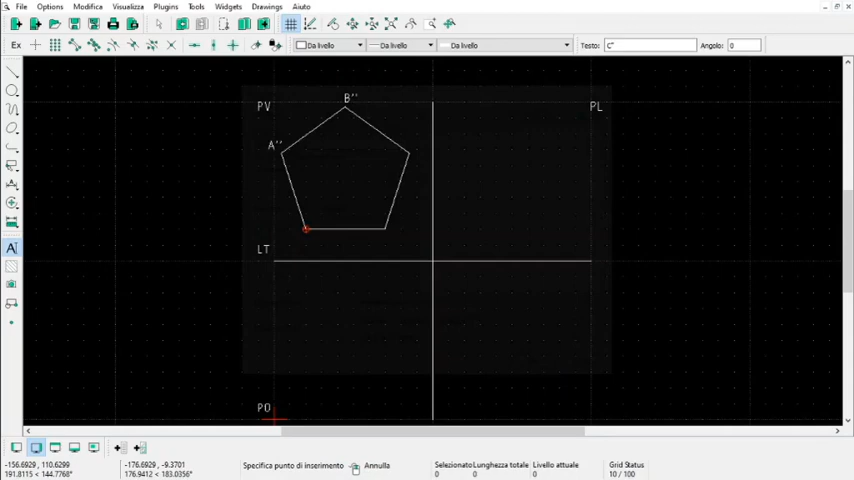 File Options Modifica Visualizza Plugins Tools Widgets Drawings Aiuto
Ex Da livello Da livello Da livello Testo: C" Angolo: 0
B''
PV PL
A''
LT
PO
-156.6929 , 110.6299 -176.6929 , -9.3701 Specifica punto di inserimento Annulla Selezionato Lunghezza totale Livello attuale Grid Status
191.8115 < 144.7768° 176.9412 < 183.0356° 0 0 0 10 / 100